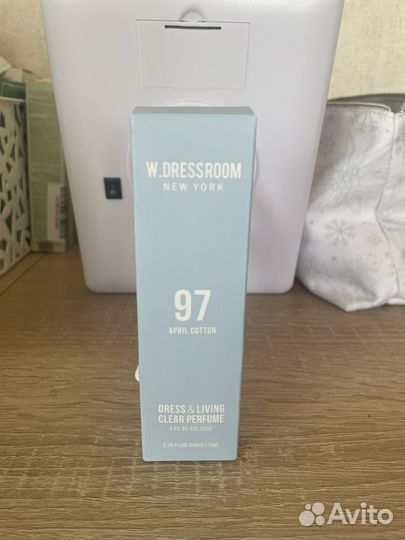 W.DRESSROOM
NEW YORK
97
APRIL COTTON
DRESS & LIVING
CLEAR PERFUME
EAU DE COLOGNE
Avito